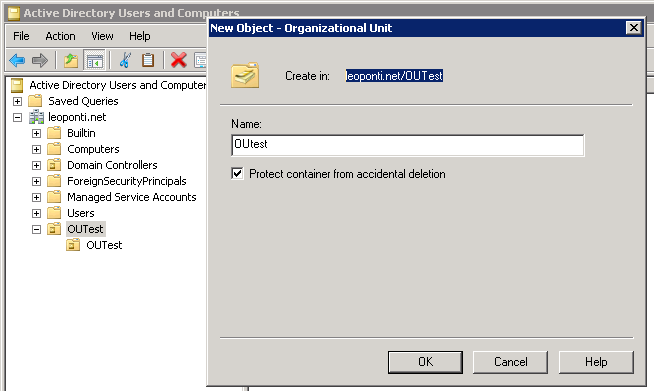 Active Directory Users and Computers
File Action View Help
Active Directory Users and Computer
Saved Queries
leoponti.net
Builtin
Computers
Domain Controllers
ForeignSecurityPrincipals
Managed Service Accounts
Users
OUTest
OUTest
New Object - Organizational Unit
Create in: leoponti.net/OUTest
Name:
OUtest
Protect container from accidental deletion
OK Cancel Help